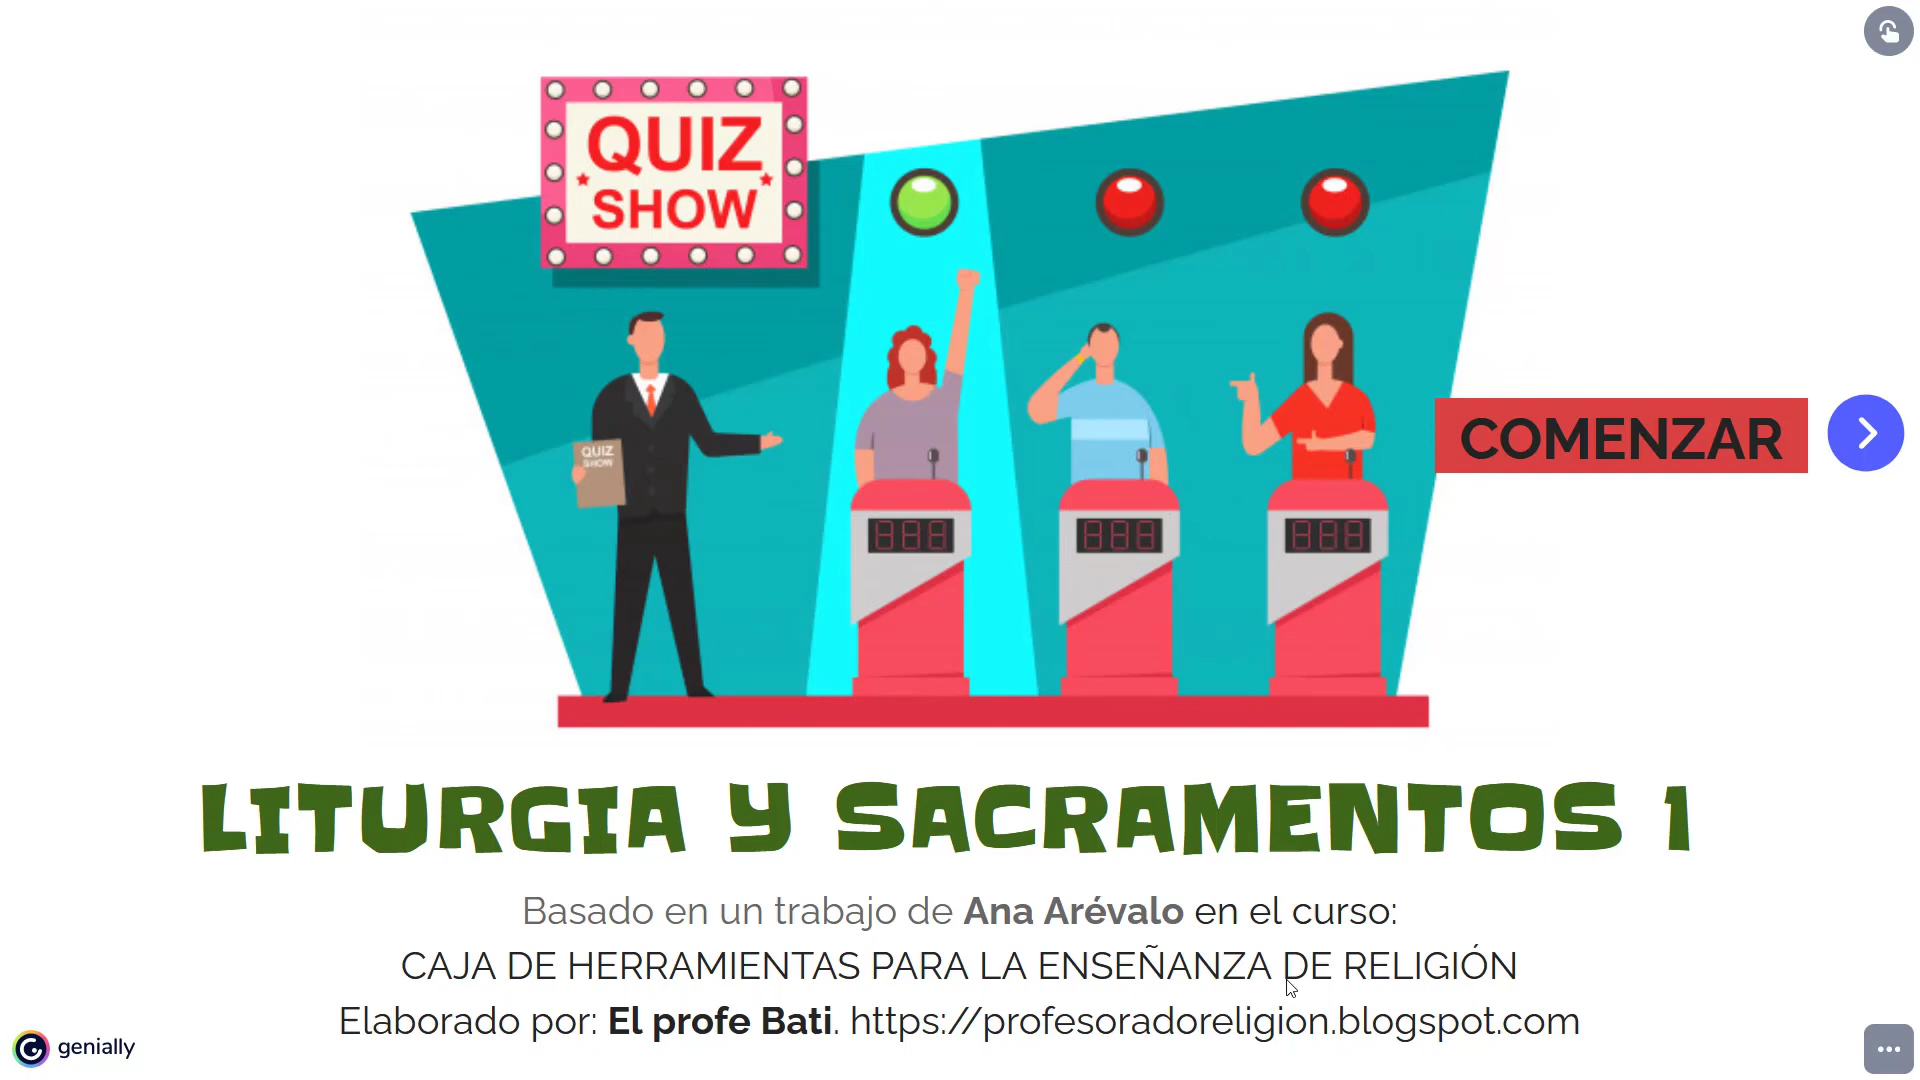 QUIZ
SHOW
QUIZ
SHOW
COMENZAR
LITURGIA Y SACRAMENTOS 1
Basado en un trabajo de Ana Arévalo en el curso:
CAJA DE HERRAMIENTAS PARA LA ENSEÑANZA DE RELIGIÓN
Elaborado por: El profe Bati. https://profesoradoreligion.blogspot.com
genially